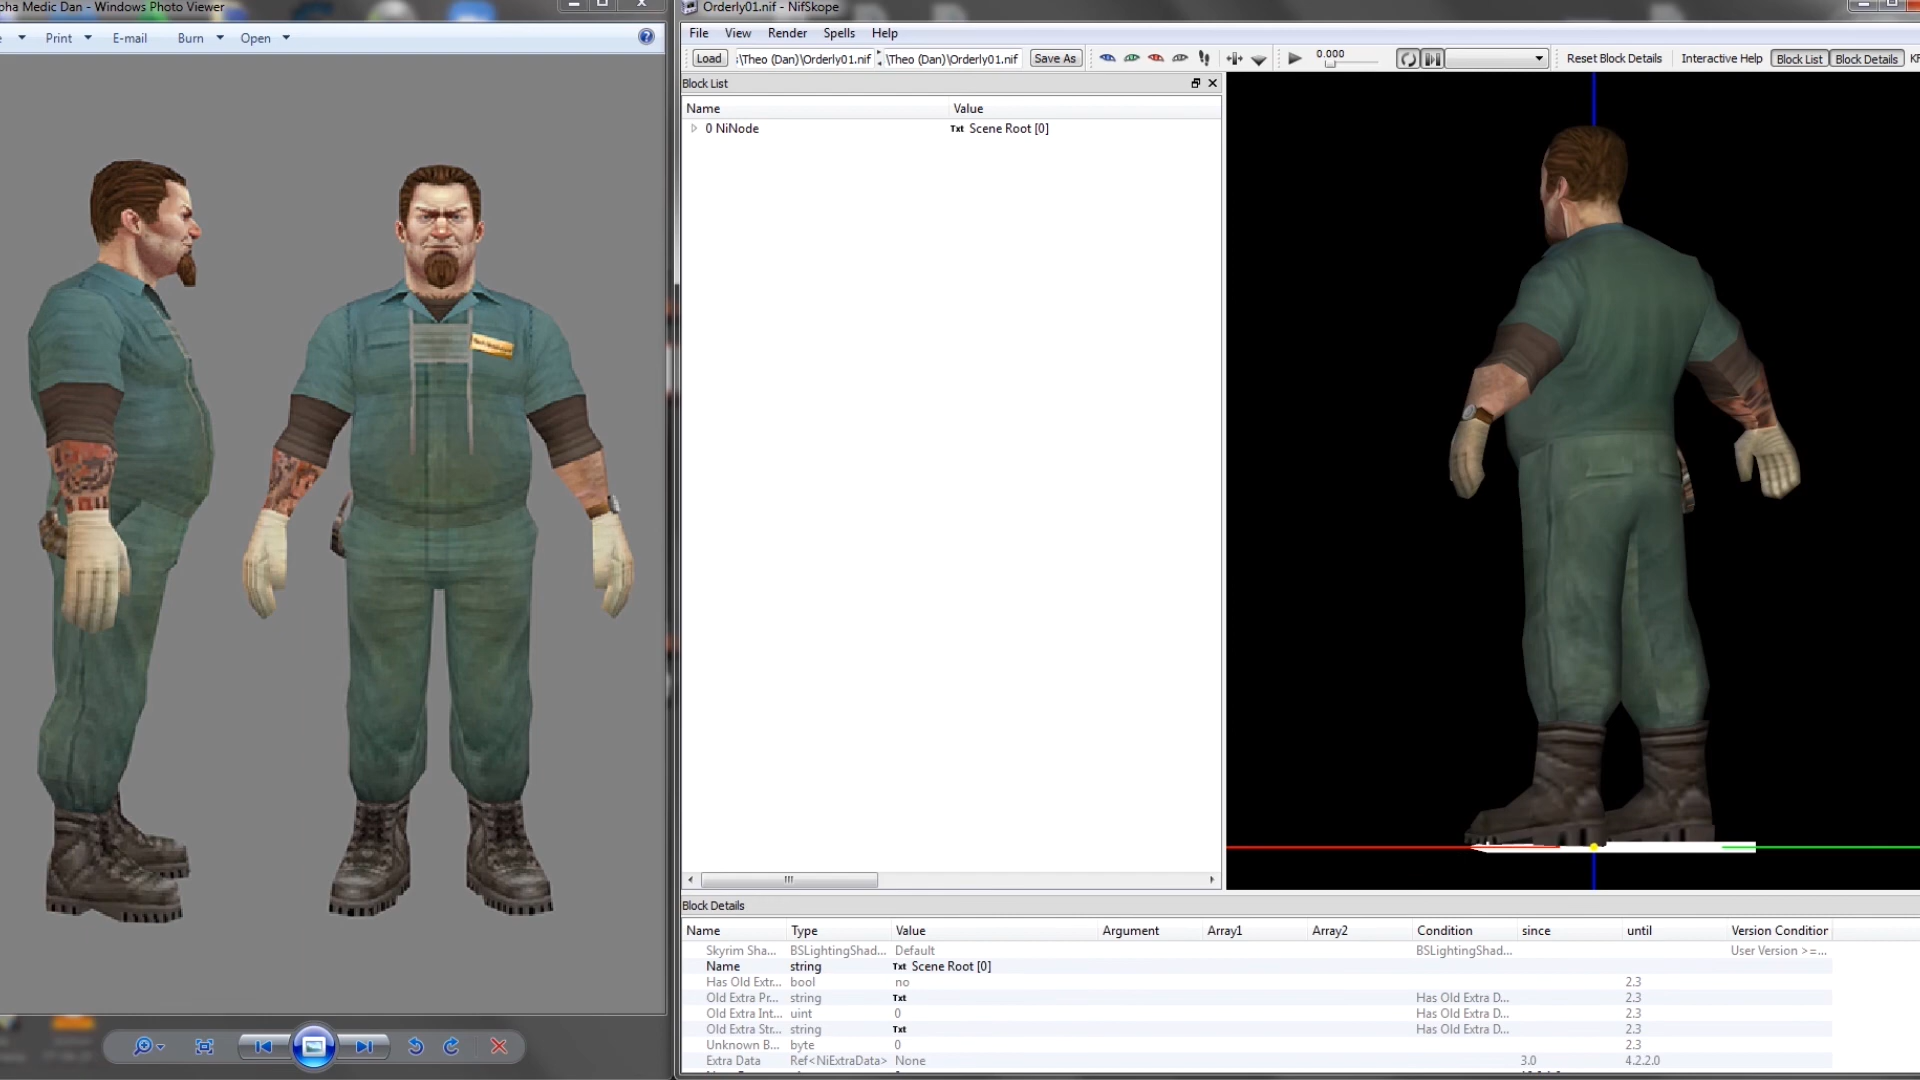 pha Medic Dan - Windows Photo Viewer
Print E-mail Burn Open
Orderly01.nif - NifSkope
File View Render Spells Help
Load :\Theo (Dan)\Orderly01.nif \Theo (Dan)\Orderly01.nif Save As 0.000 Reset Block Details Interactive Help Block List Block Details KF
Block List
Name Value
0 NiNode Txt Scene Root [0]
Block Details
Name Type Value Argument Array1 Array2 Condition since until Version Condition
Skyrim Sha... BSLightingShad... Default BSLightingShad... User Version >=...
Name string Txt Scene Root [0]
Has Old Extr... bool no 2.3
Old Extra Pr... string Txt Has Old Extra D... 2.3
Old Extra Int... uint 0 Has Old Extra D... 2.3
Old Extra Str... string Txt Has Old Extra D... 2.3
Unknown B... byte 0 2.3
Extra Data Ref<NiExtraData> None 3.0 4.2.2.0